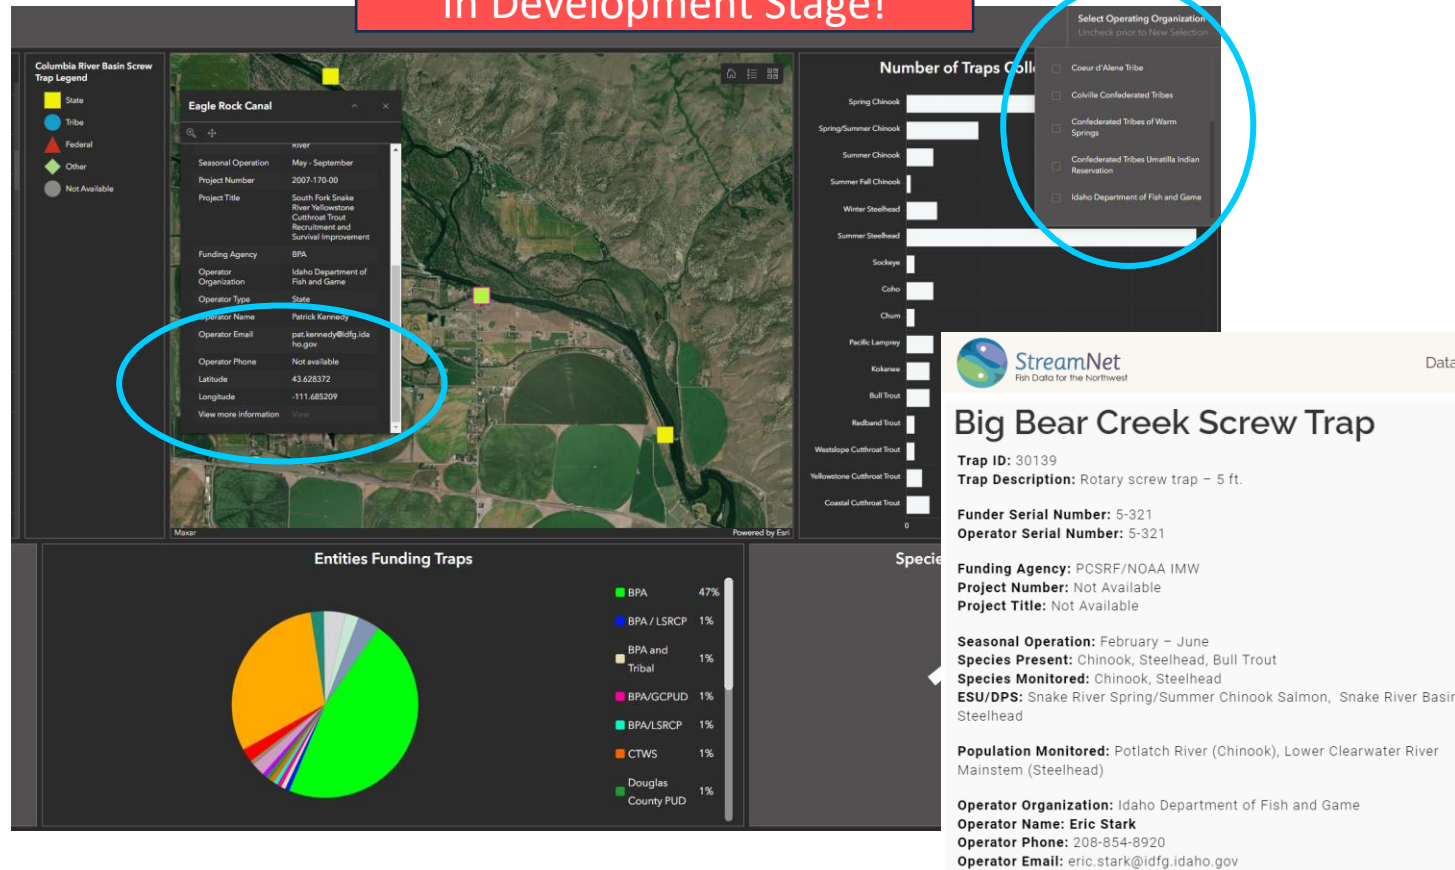 In Development Stage!
Select Operating Organization
Uncheck prior to New Selection
Coeur d'Alene Tribe
Colville Confederated Tribes
Confederated Tribes of Warm
Springs
Confederated Tribes Umatilla Indian
Reservation
Idaho Department of Fish and Game
Columbia River Basin Screw
Trap Legend
State
Tribe
Federal
Other
Not Available
Eagle Rock Canal
River
Seasonal Operation May - September
Project Number 2007-170-00
Project Title South Fork Snake
River Yellowstone
Cutthroat Trout
Recruitment and
Survival Improvement
Funding Agency BPA
Operator Idaho Department of
Organization Fish and Game
Operator Type State
Operator Name Patrick Kennedy
Operator Email pat.kennedy@idfg.ida
ho.gov
Operator Phone Not available
Latitude 43.628372
Longitude -111.685209
View more information View
Maxar
Powered by Esri
Number of Traps Coll
Spring Chinook
Spring/Summer Chinook
Summer Chinook
Summer Fall Chinook
Winter Steelhead
Summer Steelhead
Sockeye
Coho
Chum
Pacific Lamprey
Kokanee
Bull Trout
Redband Trout
Westslope Cutthroat Trout
Yellowstone Cutthroat Trout
Coastal Cutthroat Trout
0
Entities Funding Traps
BPA 47%
BPA / LSRCP 1%
BPA and
Tribal 1%
BPA/GCPUD 1%
BPA/LSRCP 1%
CTWS 1%
Douglas
County PUD 1%
Specie
StreamNet
Fish Data for the Northwest
Data
Big Bear Creek Screw Trap
Trap ID: 30139
Trap Description: Rotary screw trap – 5 ft.
Funder Serial Number: 5-321
Operator Serial Number: 5-321
Funding Agency: PCSRF/NOAA IMW
Project Number: Not Available
Project Title: Not Available
Seasonal Operation: February – June
Species Present: Chinook, Steelhead, Bull Trout
Species Monitored: Chinook, Steelhead
ESU/DPS: Snake River Spring/Summer Chinook Salmon, Snake River Basin
Steelhead
Population Monitored: Potlatch River (Chinook), Lower Clearwater River
Mainstem (Steelhead)
Operator Organization: Idaho Department of Fish and Game
Operator Name: Eric Stark
Operator Phone: 208-854-8920
Operator Email: eric.stark@idfg.idaho.gov